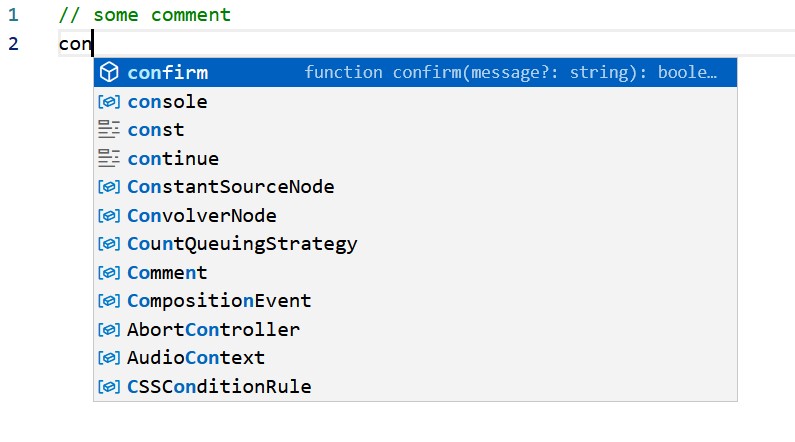 1 // some comment
2 con
confirm function confirm(message?: string): boole…
console
const
continue
ConstantSourceNode
ConvolverNode
CountQueuingStrategy
Comment
CompositionEvent
AbortController
AudioContext
CSSConditionRule